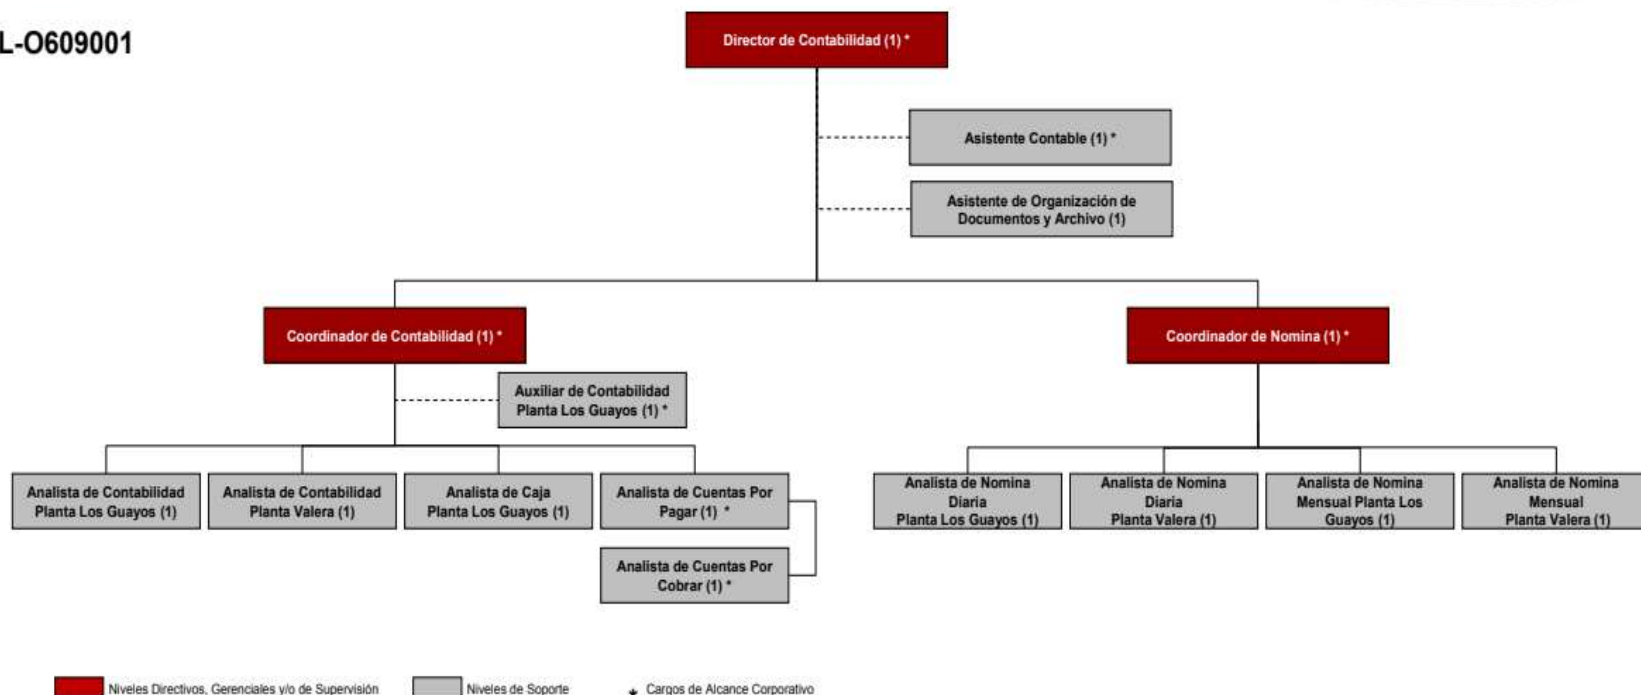 L-O609001
Director de Contabilidad (1) *
Asistente Contable (1) *
Asistente de Organización de
Documentos y Archivo (1)
Coordinador de Contabilidad (1) *
Coordinador de Nomina (1) *
Auxiliar de Contabilidad
Planta Los Guayos (1) *
Analista de Contabilidad
Planta Los Guayos (1)
Analista de Contabilidad
Planta Valera (1)
Analista de Caja
Planta Los Guayos (1)
Analista de Cuentas Por
Pagar (1) *
Analista de Cuentas Por
Cobrar (1) *
Analista de Nomina
Diaria
Planta Los Guayos (1)
Analista de Nomina
Diaria
Planta Valera (1)
Analista de Nomina
Mensual Planta Los
Guayos (1)
Analista de Nomina
Mensual
Planta Valera (1)
Niveles Directivos, Gerenciales y/o de Supervisión
Niveles de Soporte
* Cargos de Alcance Corporativo